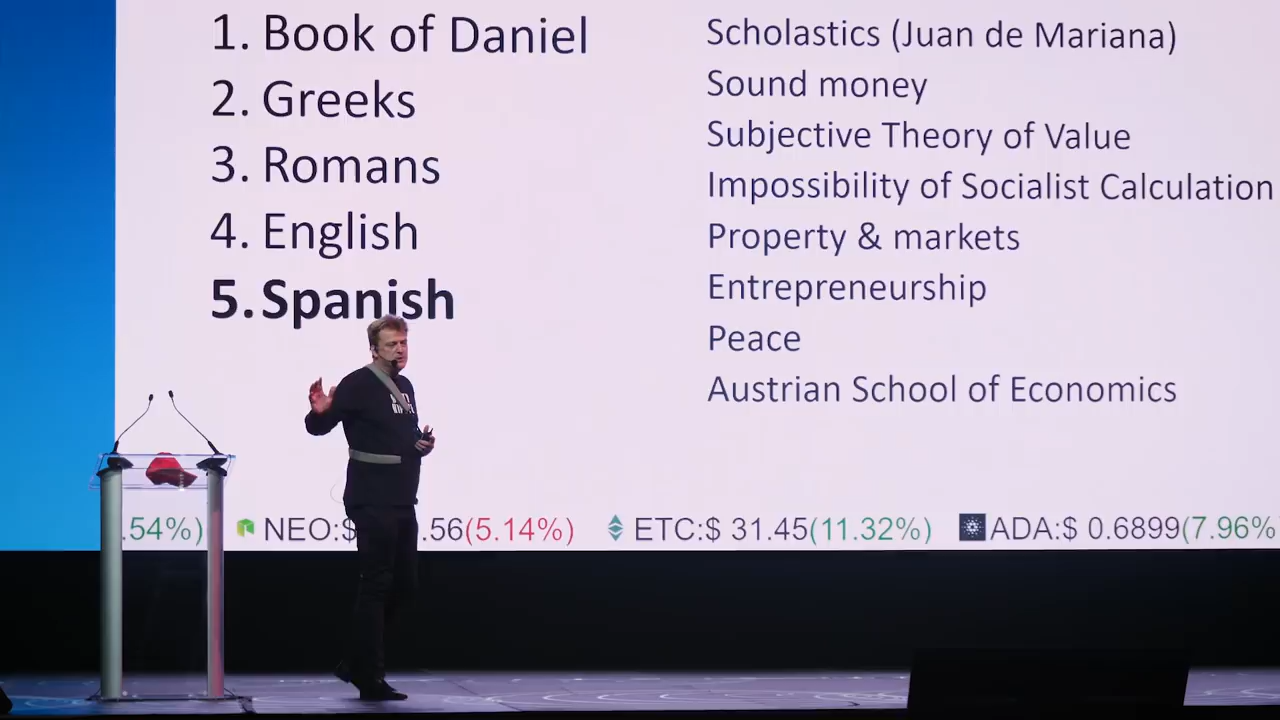 1. Book of Daniel
2. Greeks
3. Romans
4. English
5. Spanish
Scholastics (Juan de Mariana)
Sound money
Subjective Theory of Value
Impossibility of Socialist Calculation
Property & markets
Entrepreneurship
Peace
Austrian School of Economics
.54%) NEO:$ .56(5.14%) ETC:$ 31.45(11.32%) ADA:$ 0.6899(7.96%